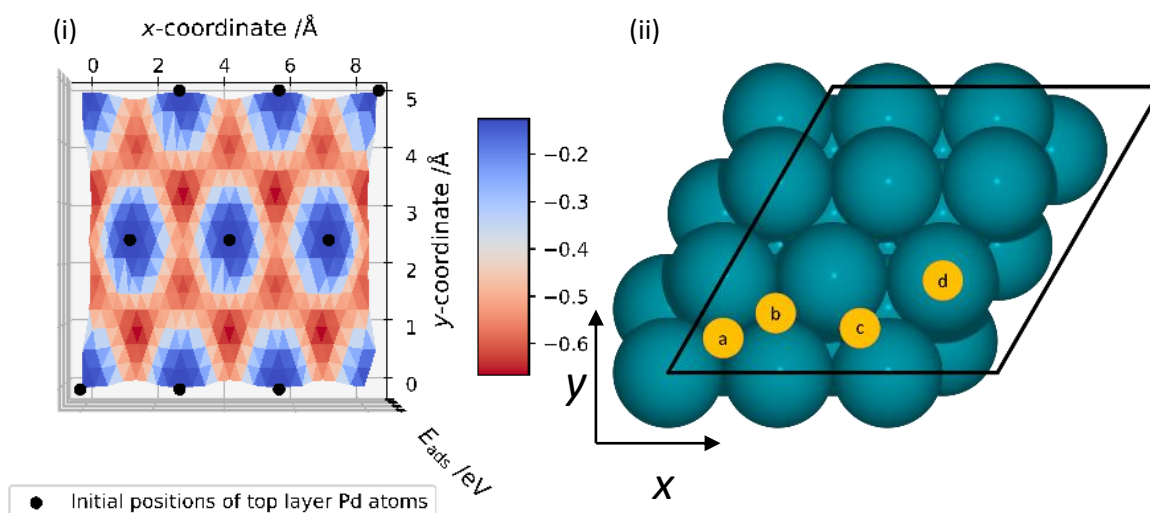 (i)
x-coordinate /Å
0 2 4 6 8
5
4
3
2
1
0
y-coordinate /Å
−0.2
−0.3
−0.4
−0.5
−0.6
E_ads /eV
Initial positions of top layer Pd atoms
(ii)
d
b
c
a
y
x